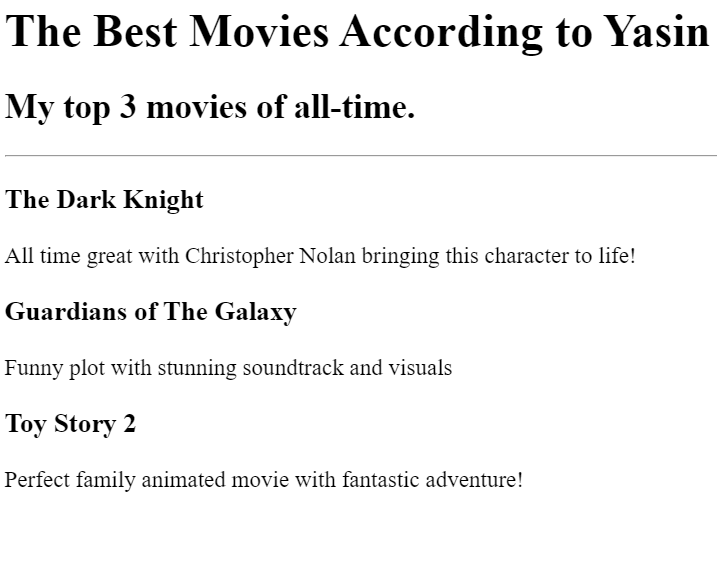 The Best Movies According to Yasin
My top 3 movies of all-time.
The Dark Knight
All time great with Christopher Nolan bringing this character to life!
Guardians of The Galaxy
Funny plot with stunning soundtrack and visuals
Toy Story 2
Perfect family animated movie with fantastic adventure!